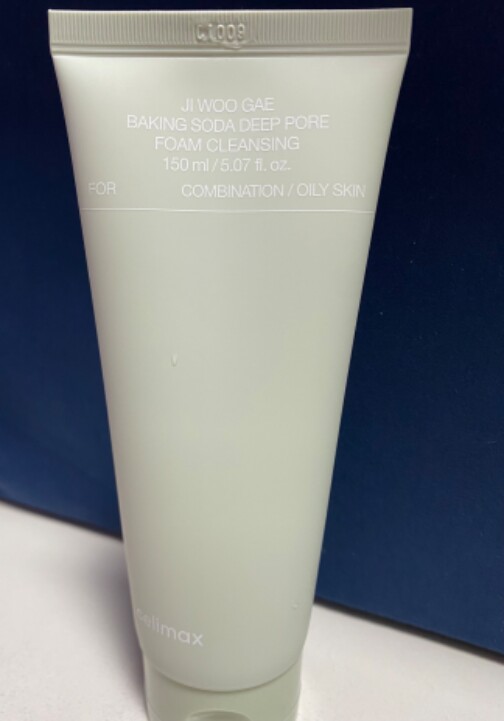 JI WOO GAE
BAKING SODA DEEP PORE
FOAM CLEANSING
150 ml / 5.07 fl. oz.
FOR COMBINATION / OILY SKIN
celimax